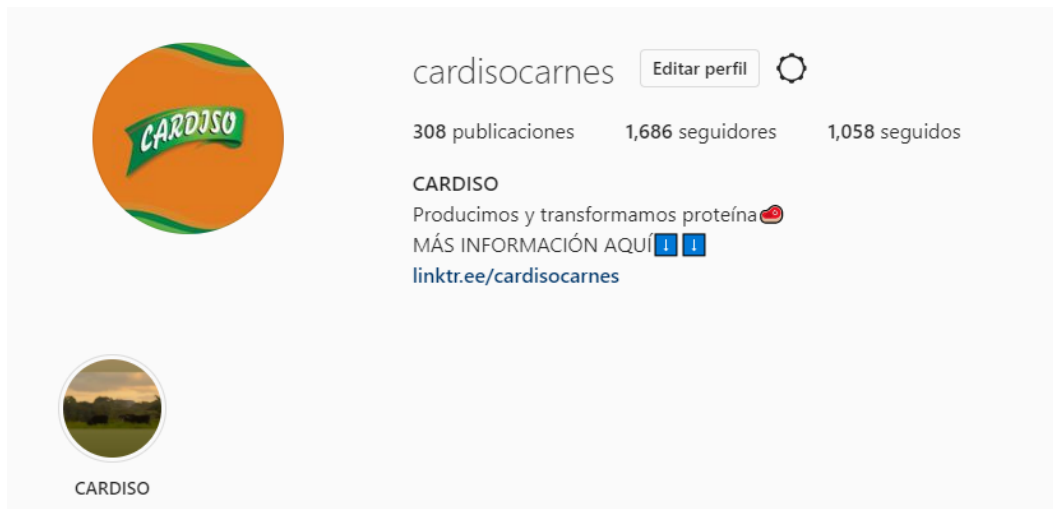 CARDISO
cardisocarnes Editar perfil
308 publicaciones 1,686 seguidores 1,058 seguidos
CARDISO
Producimos y transformamos proteína🥩
MÁS INFORMACIÓN AQUÍ⬇️⬇️
linktr.ee/cardisocarnes
CARDISO